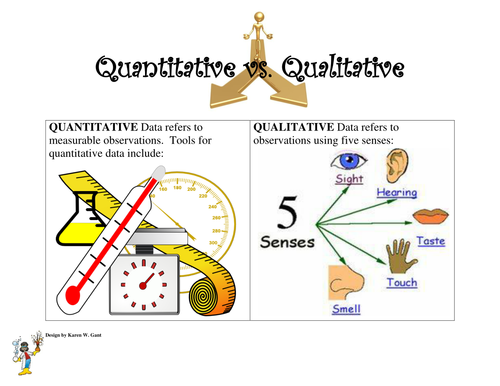 Quantitative vs. Qualitative
QUANTITATIVE Data refers to
measurable observations. Tools for
quantitative data include:
QUALITATIVE Data refers to
observations using five senses:
5
Senses
Sight
Hearing
Taste
Touch
Smell
Design by Karen W. Gant